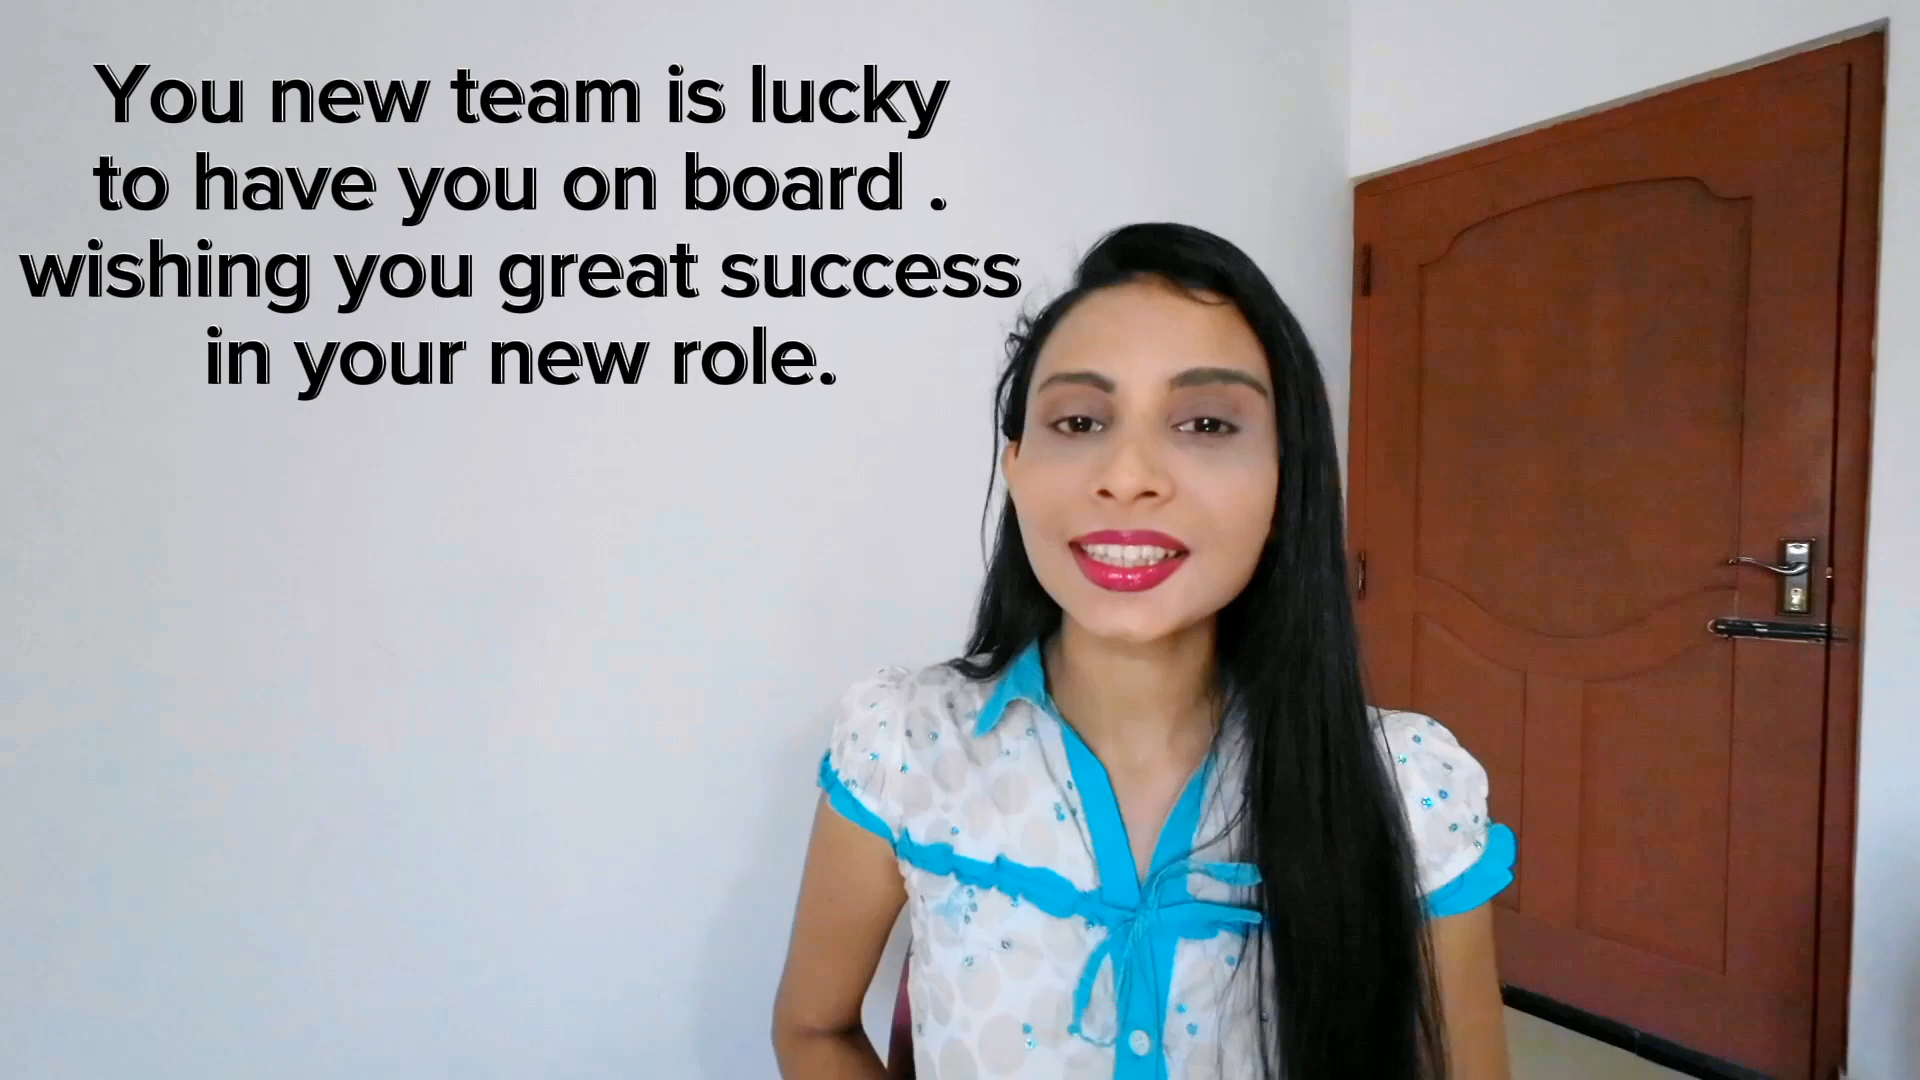 You new team is lucky
to have you on board .
wishing you great success
in your new role.